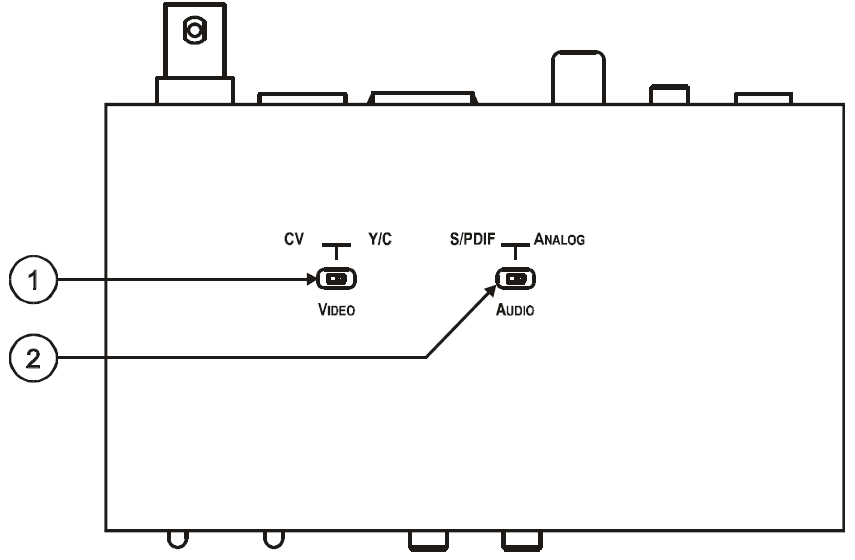 CV Y/C S/PDIF ANALOG
1
VIDEO AUDIO
2